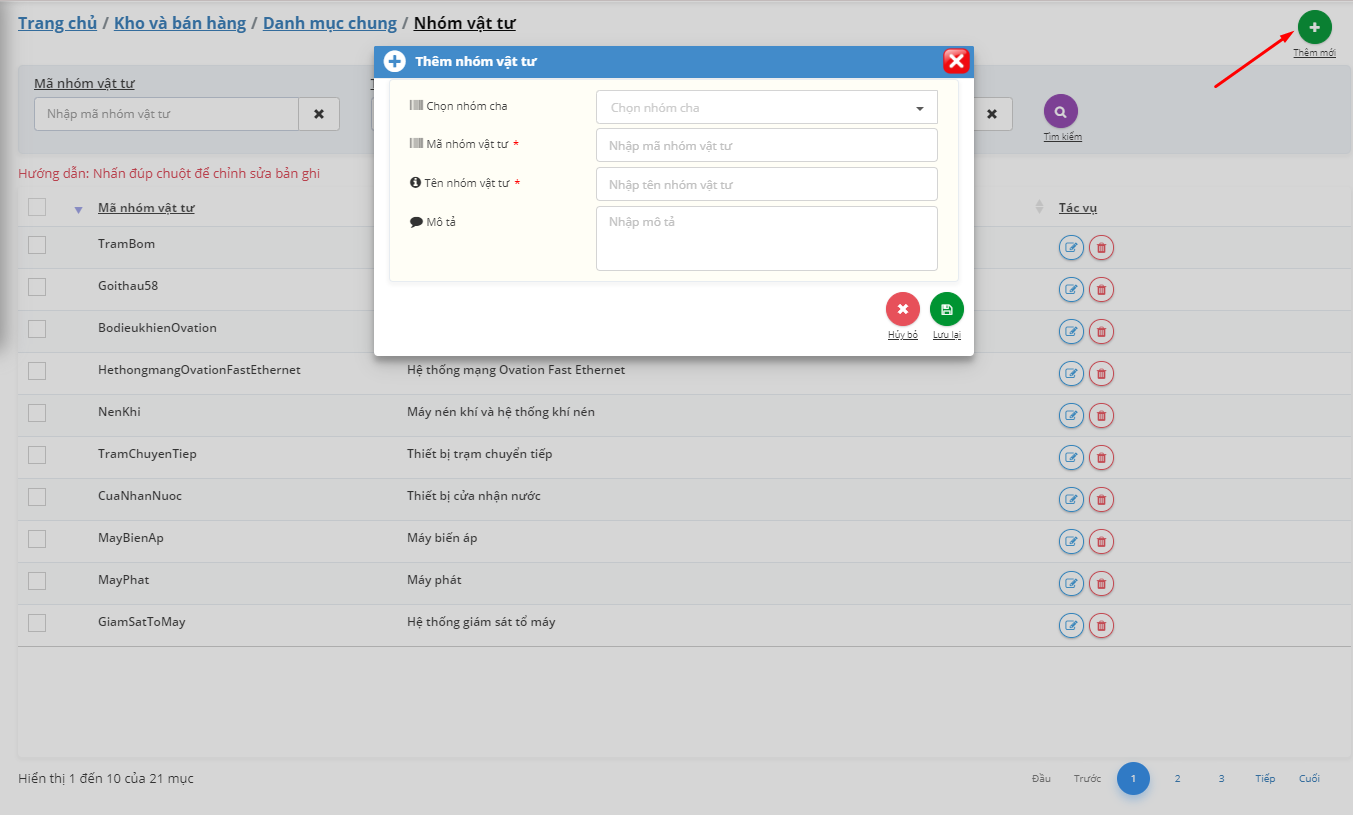 Trang chủ / Kho và bán hàng / Danh mục chung / Nhóm vật tư
Thêm mới
Thêm nhóm vật tư
Chọn nhóm cha
Chọn nhóm cha
Mã nhóm vật tư *
Nhập mã nhóm vật tư
Tên nhóm vật tư *
Nhập tên nhóm vật tư
Mô tả
Nhập mô tả
Hủy bỏ
Lưu lại
Mã nhóm vật tư
Nhập mã nhóm vật tư
Tìm kiếm
Hướng dẫn: Nhấn đúp chuột để chỉnh sửa bản ghi
Mã nhóm vật tư Tác vụ
TramBom
Goithau58
BodieukhienOvation
HethongmangOvationFastEthernet Hệ thống mạng Ovation Fast Ethernet
NenKhi Máy nén khí và hệ thống khí nén
TramChuyenTiep Thiết bị trạm chuyển tiếp
CuaNhanNuoc Thiết bị cửa nhận nước
MayBienAp Máy biến áp
MayPhat Máy phát
GiamSatToMay Hệ thống giám sát tổ máy
Hiển thị 1 đến 10 của 21 mục
Đầu Trước 1 2 3 Tiếp Cuối